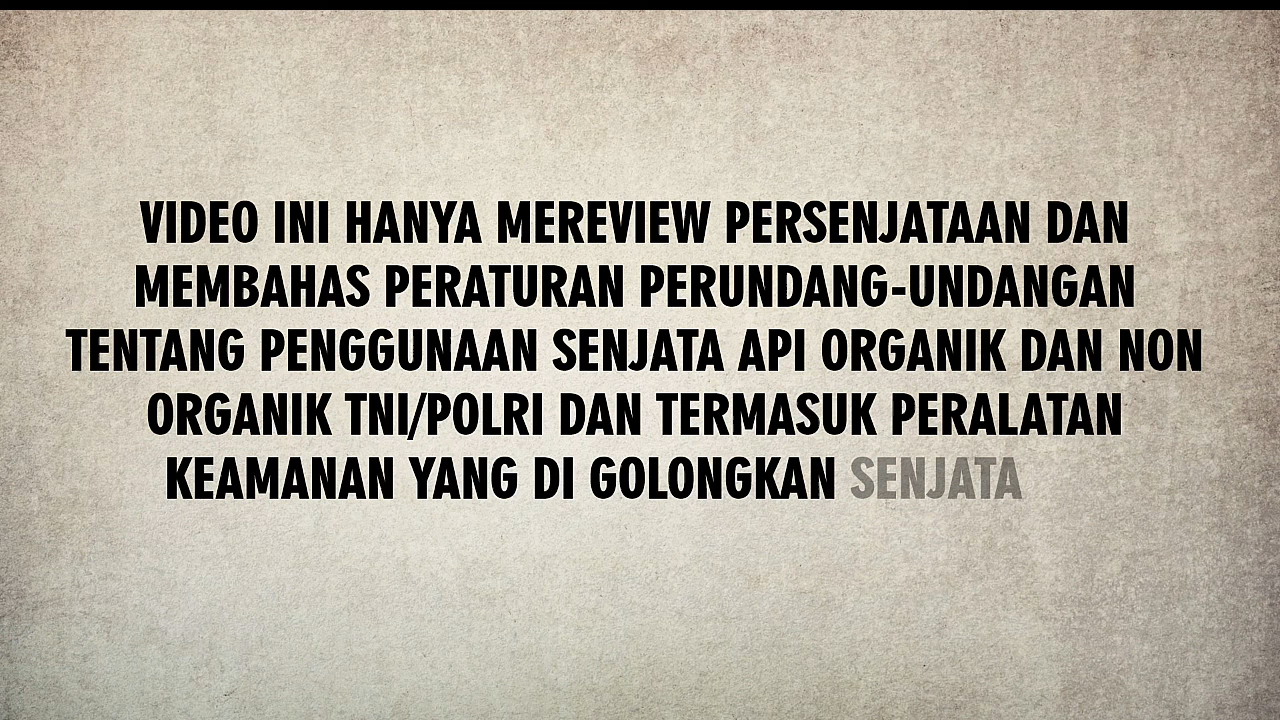 VIDEO INI HANYA MEREVIEW PERSENJATAAN DAN
MEMBAHAS PERATURAN PERUNDANG-UNDANGAN
TENTANG PENGGUNAAN SENJATA API ORGANIK DAN NON
ORGANIK TNI/POLRI DAN TERMASUK PERALATAN
KEAMANAN YANG DI GOLONGKAN SENJATA